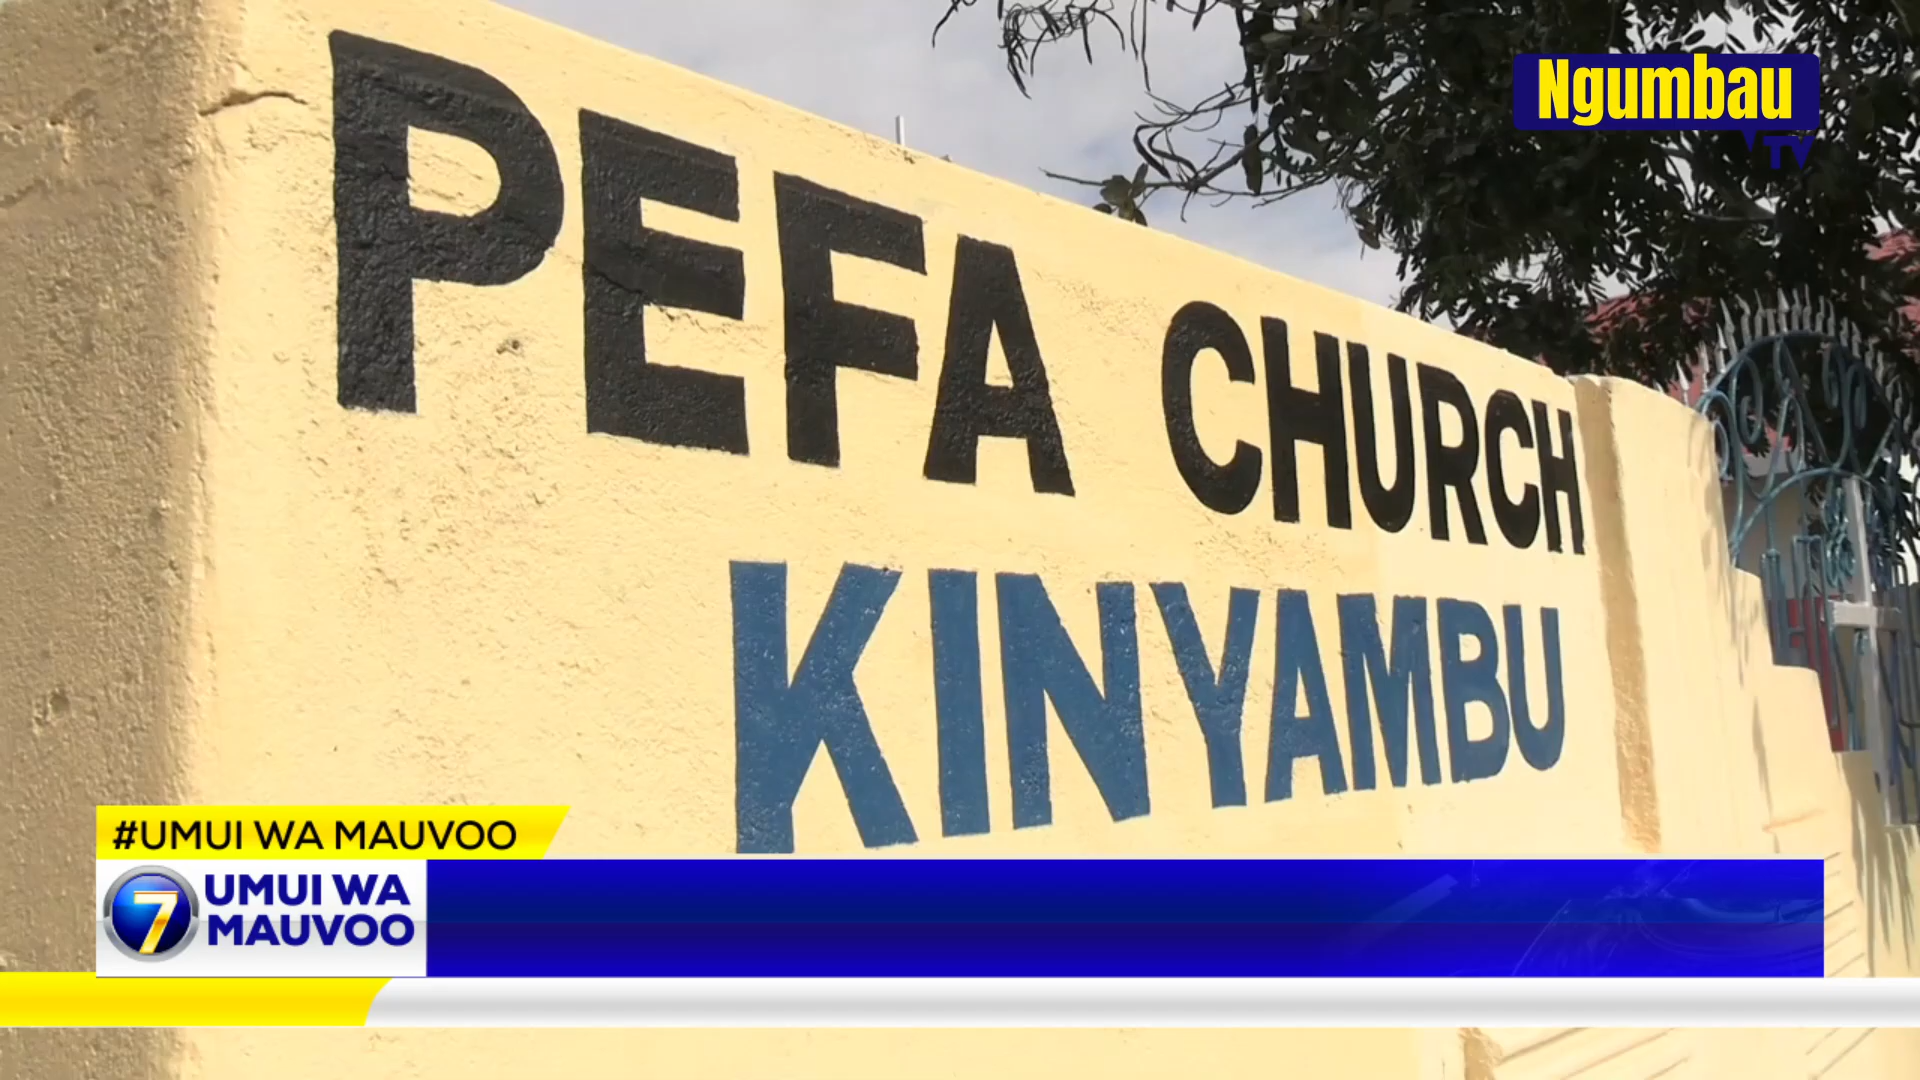 Ngumbau
TV
PEFA CHURCH
KINYAMBU
#UMUI WA MAUVOO
7 UMUI WA
MAUVOO